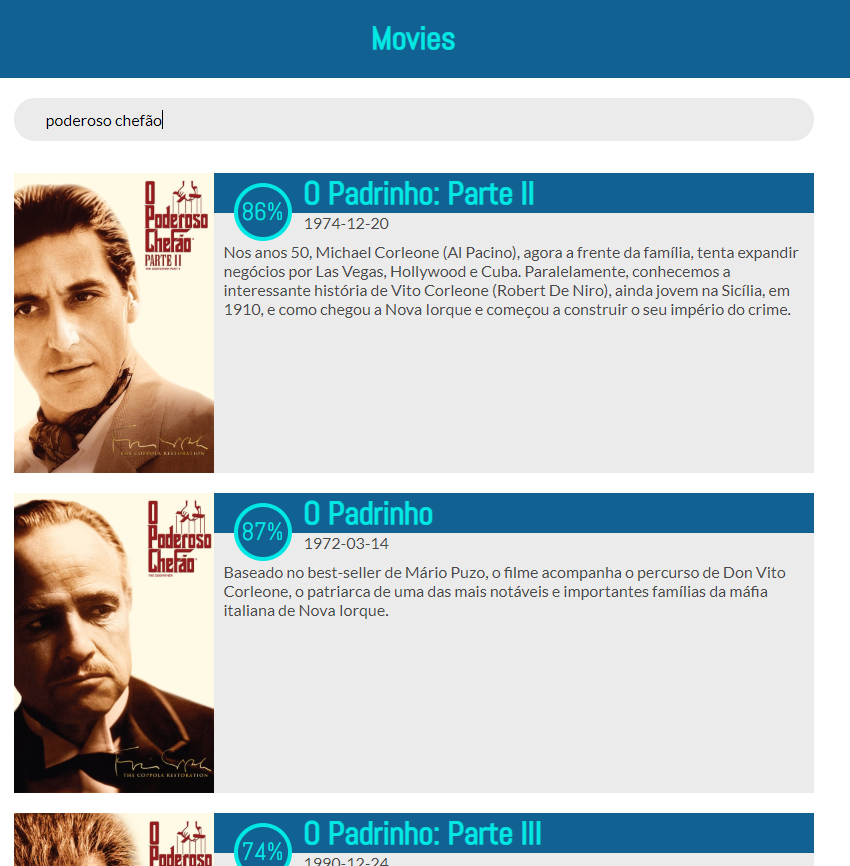 Movies
poderoso chefão
O
Poderoso
Chefão
PARTE II
THE COPPOLA RESTORATION
86%
O Padrinho: Parte II
1974-12-20
Nos anos 50, Michael Corleone (Al Pacino), agora a frente da família, tenta expandir
negócios por Las Vegas, Hollywood e Cuba. Paralelamente, conhecemos a
interessante história de Vito Corleone (Robert De Niro), ainda jovem na Sicília, em
1910, e como chegou a Nova Iorque e começou a construir o seu império do crime.
O
Poderoso
Chefão
THE COPPOLA RESTORATION
87%
O Padrinho
1972-03-14
Baseado no best-seller de Mário Puzo, o filme acompanha o percurso de Don Vito
Corleone, o patriarca de uma das mais notáveis e importantes famílias da máfia
italiana de Nova Iorque.
O
Poderoso
74%
O Padrinho: Parte III
1990-12-24